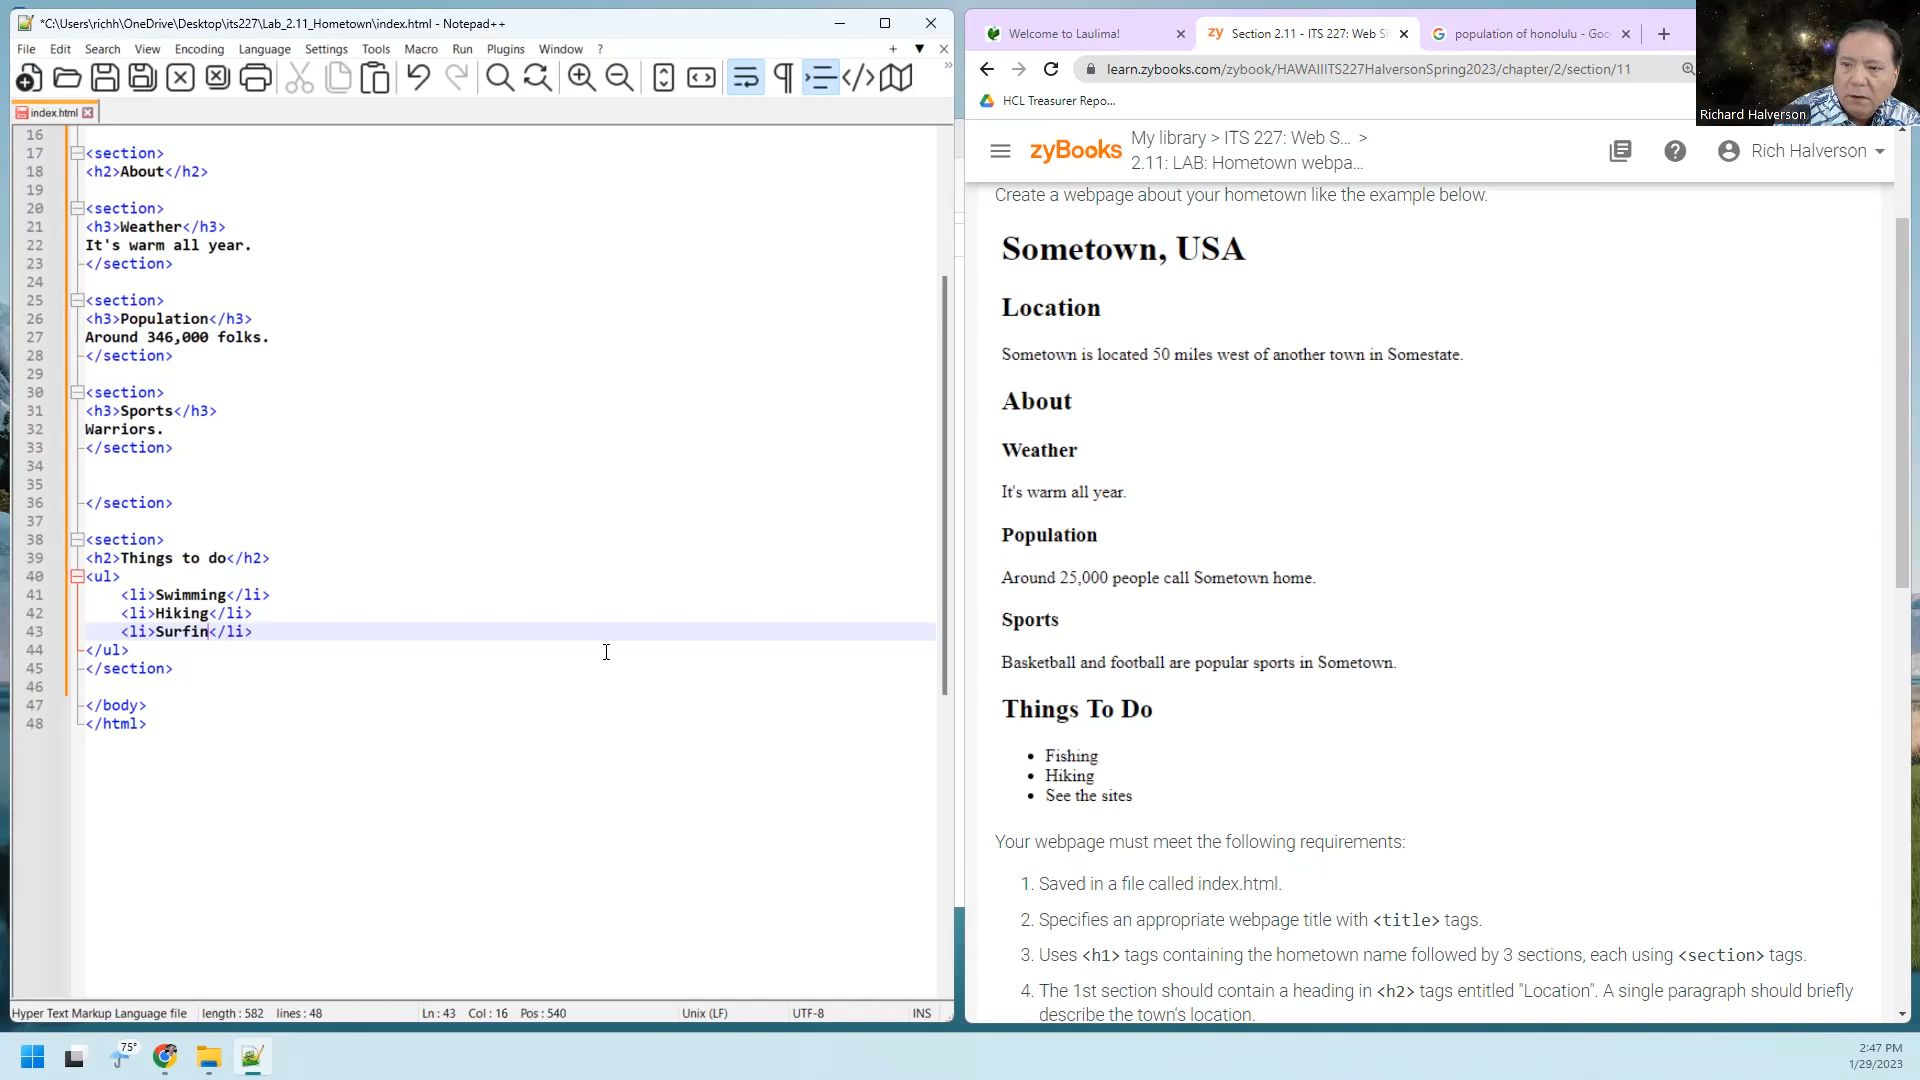 *C:\Users\richh\OneDrive\Desktop\its227\Lab_2.11_Hometown\index.html - Notepad++
File Edit Search View Encoding Language Settings Tools Macro Run Plugins Window ?
index.html
16
17 <section>
18 <h2>About</h2>
19
20 <section>
21 <h3>Weather</h3>
22 It's warm all year.
23 </section>
24
25 <section>
26 <h3>Population</h3>
27 Around 346,000 folks.
28 </section>
29
30 <section>
31 <h3>Sports</h3>
32 Warriors.
33 </section>
34
35
36 </section>
37
38 <section>
39 <h2>Things to do</h2>
40 <ul>
41 <li>Swimming</li>
42 <li>Hiking</li>
43 <li>Surfin</li>
44 </ul>
45 </section>
46
47 </body>
48 </html>
Hyper Text Markup Language file length : 582 lines : 48 Ln : 43 Col : 16 Pos : 540 Unix (LF) UTF-8 INS
Welcome to Laulima!
zy Section 2.11 - ITS 227: Web Si
G population of honolulu - Goo
learn.zybooks.com/zybook/HAWAIIITS227HalversonSpring2023/chapter/2/section/11
HCL Treasurer Repo...
Richard Halverson
zyBooks
My library > ITS 227: Web S... >
2.11: LAB: Hometown webpa...
Rich Halverson
Create a webpage about your hometown like the example below.
Sometown, USA
Location
Sometown is located 50 miles west of another town in Somestate.
About
Weather
It's warm all year.
Population
Around 25,000 people call Sometown home.
Sports
Basketball and football are popular sports in Sometown.
Things To Do
• Fishing
• Hiking
• See the sites
Your webpage must meet the following requirements:
1. Saved in a file called index.html.
2. Specifies an appropriate webpage title with <title> tags.
3. Uses <h1> tags containing the hometown name followed by 3 sections, each using <section> tags.
4. The 1st section should contain a heading in <h2> tags entitled "Location". A single paragraph should briefly
describe the town's location.
75°
2:47 PM
1/29/2023